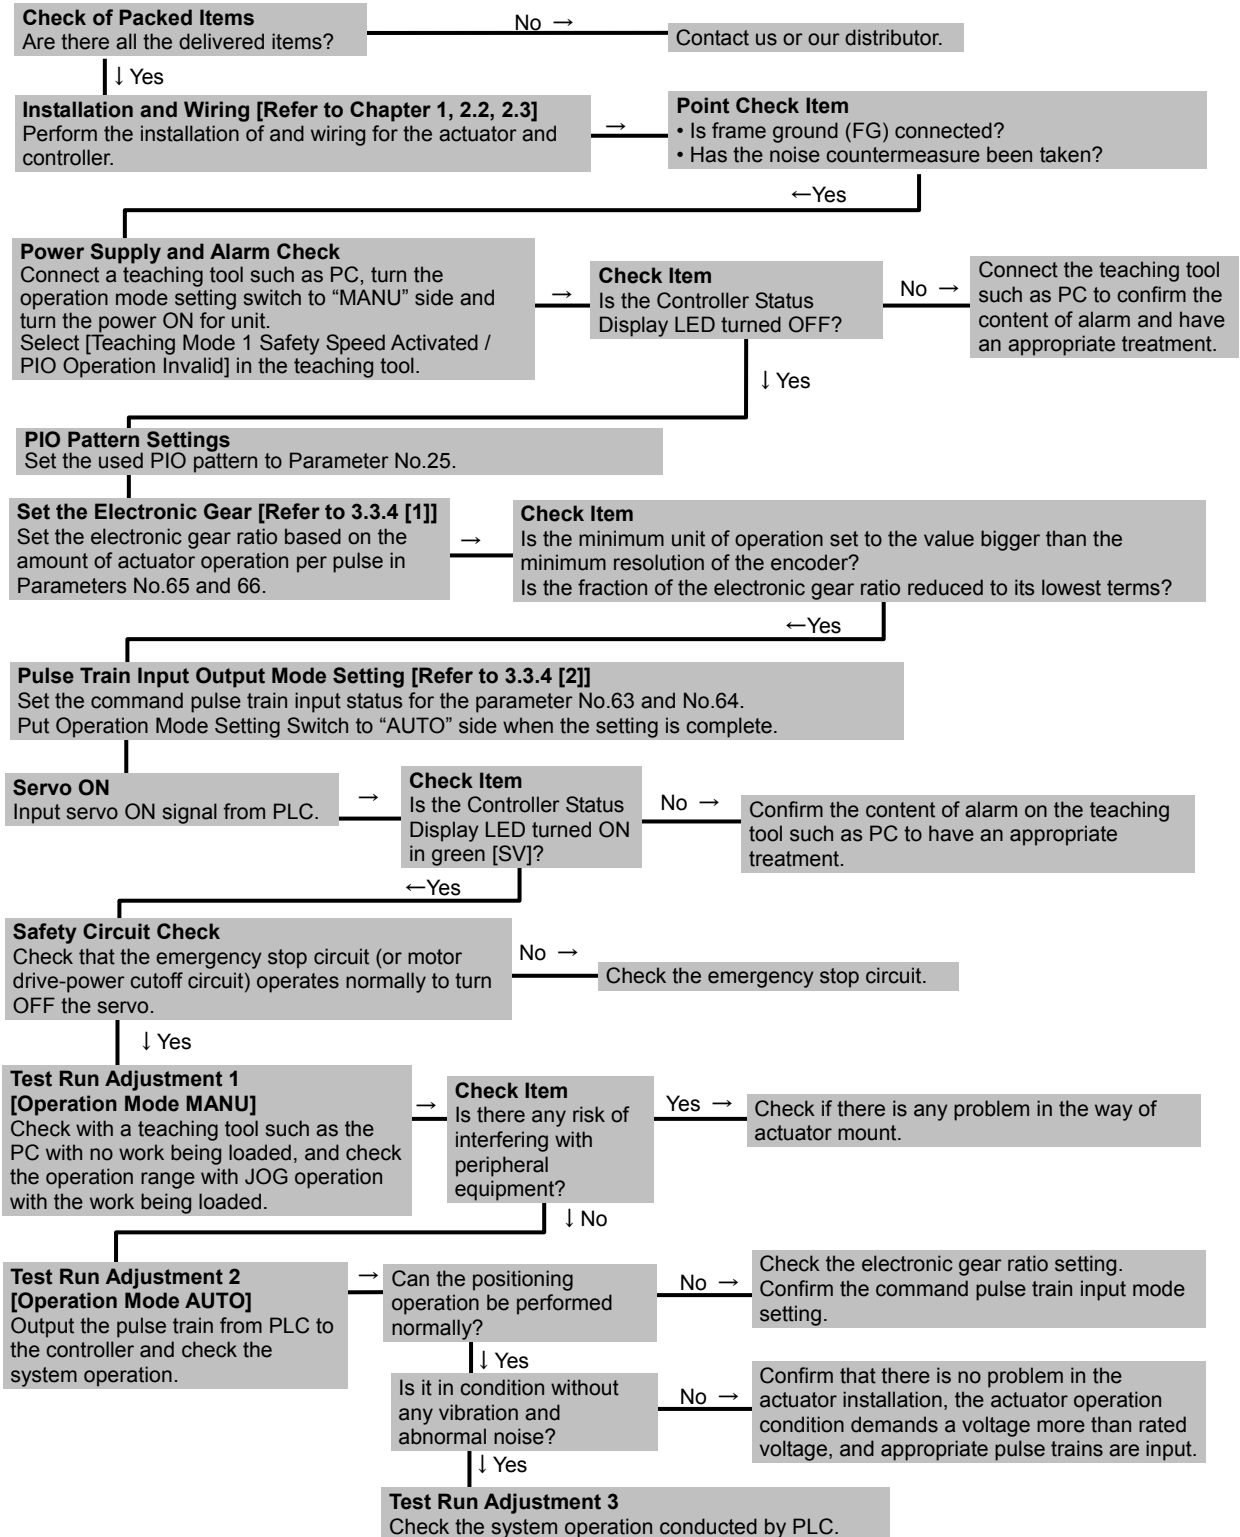 Check of Packed Items
Are there all the delivered items?
No →
Contact us or our distributor.
↓ Yes
Installation and Wiring [Refer to Chapter 1, 2.2, 2.3]
Perform the installation of and wiring for the actuator and
controller.
→
Point Check Item
• Is frame ground (FG) connected?
• Has the noise countermeasure been taken?
←Yes
Power Supply and Alarm Check
Connect a teaching tool such as PC, turn the
operation mode setting switch to “MANU” side and
turn the power ON for unit.
Select [Teaching Mode 1 Safety Speed Activated /
PIO Operation Invalid] in the teaching tool.
→
Check Item
Is the Controller Status
Display LED turned OFF?
No →
Connect the teaching tool
such as PC to confirm the
content of alarm and have
an appropriate treatment.
↓ Yes
PIO Pattern Settings
Set the used PIO pattern to Parameter No.25.
Set the Electronic Gear [Refer to 3.3.4 [1]]
Set the electronic gear ratio based on the
amount of actuator operation per pulse in
Parameters No.65 and 66.
→
Check Item
Is the minimum unit of operation set to the value bigger than the
minimum resolution of the encoder?
Is the fraction of the electronic gear ratio reduced to its lowest terms?
←Yes
Pulse Train Input Output Mode Setting [Refer to 3.3.4 [2]]
Set the command pulse train input status for the parameter No.63 and No.64.
Put Operation Mode Setting Switch to “AUTO” side when the setting is complete.
Servo ON
Input servo ON signal from PLC.
→
Check Item
Is the Controller Status
Display LED turned ON
in green [SV]?
No →
Confirm the content of alarm on the teaching
tool such as PC to have an appropriate
treatment.
←Yes
Safety Circuit Check
Check that the emergency stop circuit (or motor
drive-power cutoff circuit) operates normally to turn
OFF the servo.
No →
Check the emergency stop circuit.
↓ Yes
Test Run Adjustment 1
[Operation Mode MANU]
Check with a teaching tool such as the
PC with no work being loaded, and check
the operation range with JOG operation
with the work being loaded.
→
Check Item
Is there any risk of
interfering with
peripheral
equipment?
Yes →
Check if there is any problem in the way of
actuator mount.
↓ No
Test Run Adjustment 2
[Operation Mode AUTO]
Output the pulse train from PLC to
the controller and check the
system operation.
→
Can the positioning
operation be performed
normally?
No →
Check the electronic gear ratio setting.
Confirm the command pulse train input mode
setting.
↓ Yes
Is it in condition without
any vibration and
abnormal noise?
No →
Confirm that there is no problem in the
actuator installation, the actuator operation
condition demands a voltage more than rated
voltage, and appropriate pulse trains are input.
↓ Yes
Test Run Adjustment 3
Check the system operation conducted by PLC.